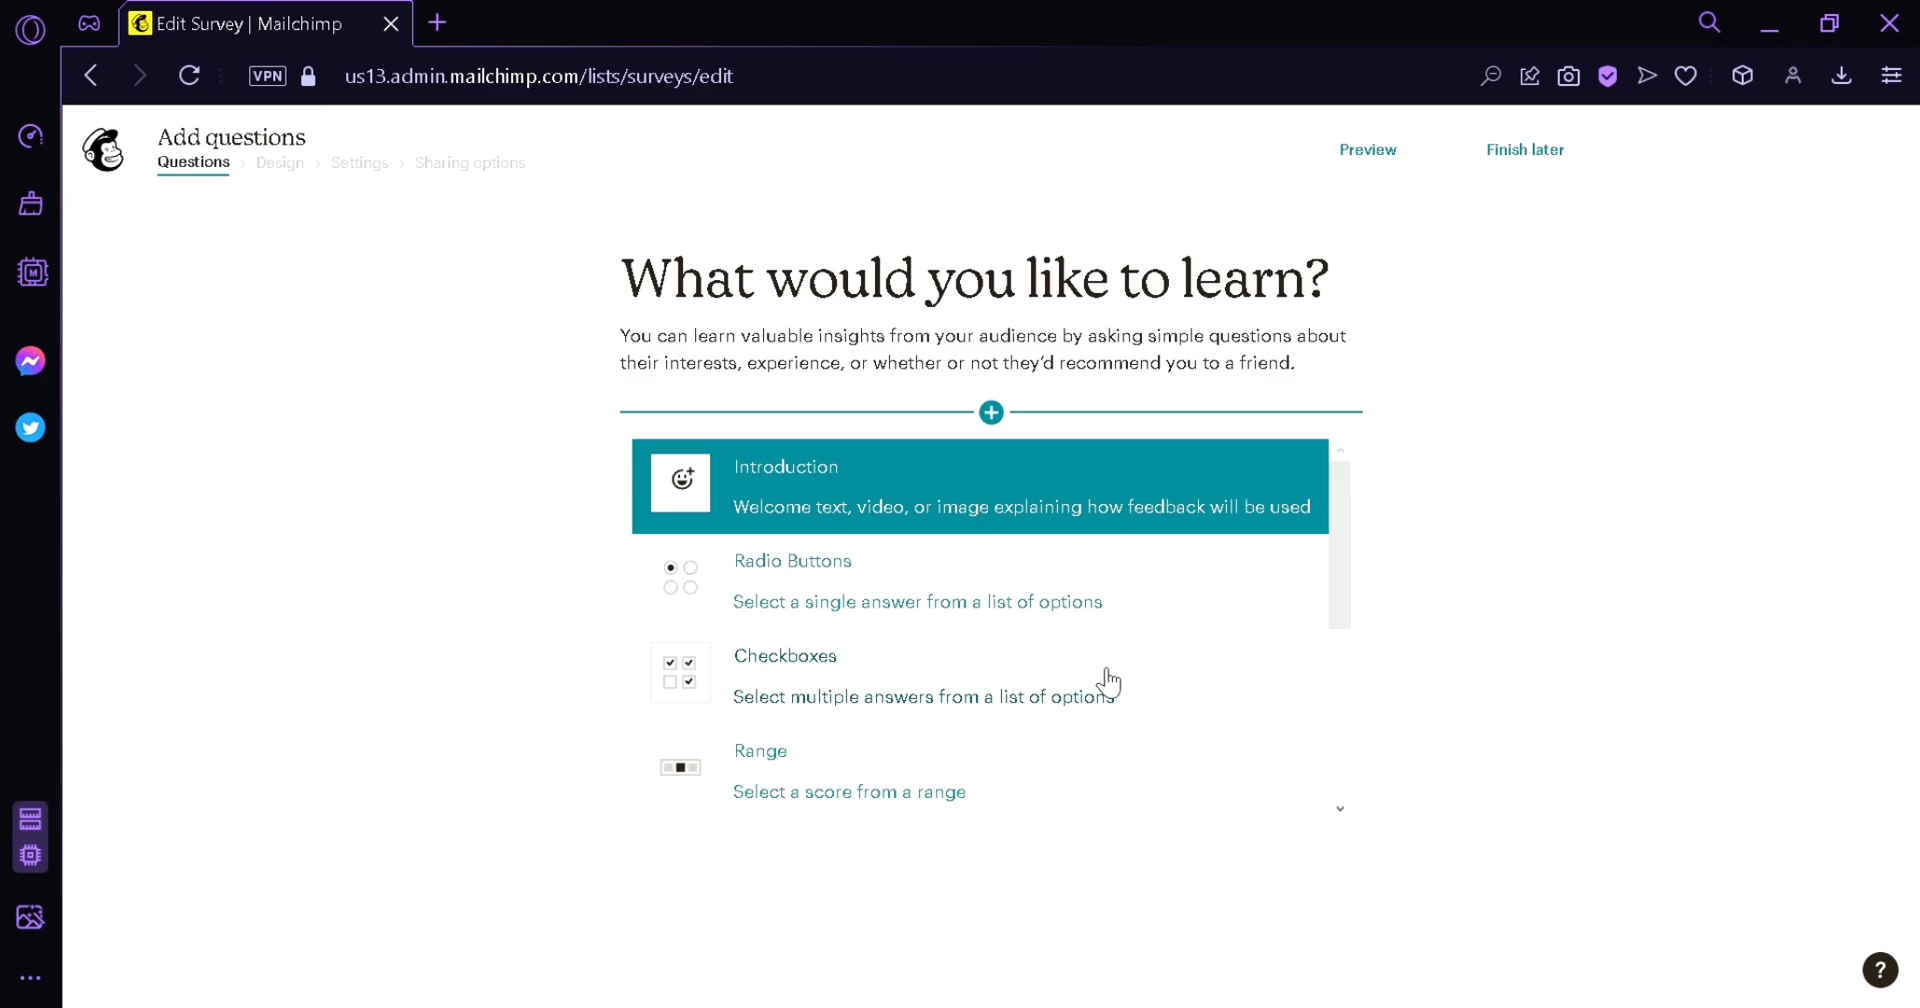 Edit Survey | Mailchimp
VPN
us13.admin.mailchimp.com/lists/surveys/edit
Add questions
Questions › Design › Settings › Sharing options
Preview
Finish later
What would you like to learn?
You can learn valuable insights from your audience by asking simple questions about
their interests, experience, or whether or not they’d recommend you to a friend.
Introduction
Welcome text, video, or image explaining how feedback will be used
Radio Buttons
Select a single answer from a list of options
Checkboxes
Select multiple answers from a list of options
Range
Select a score from a range
M
?